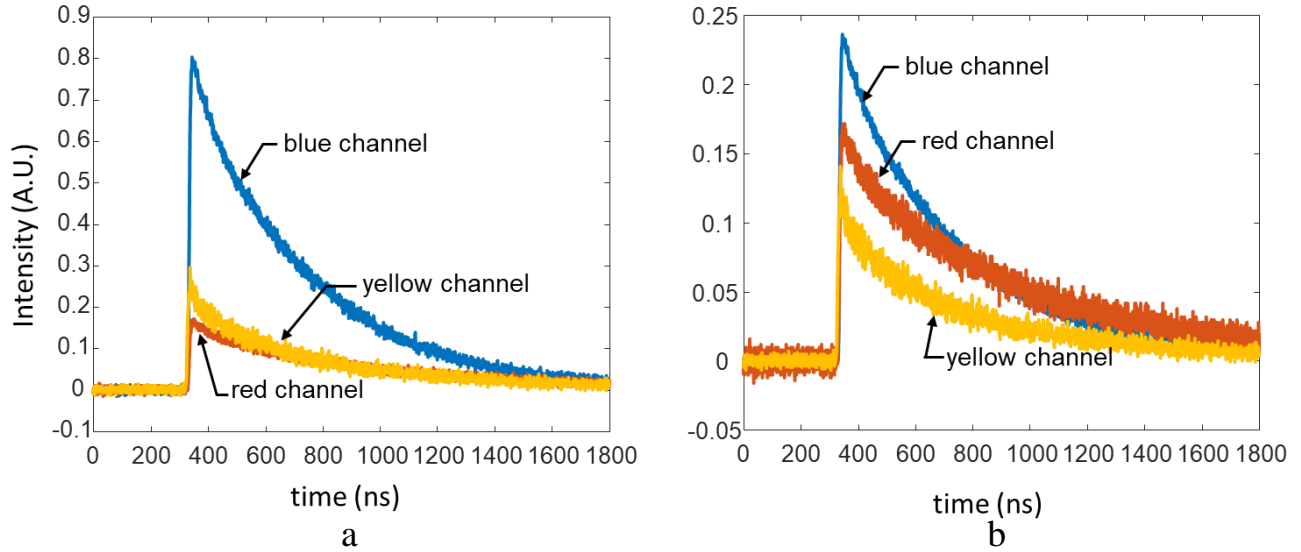 0.9
0.8
0.7
0.6
0.5
0.4
0.3
0.2
0.1
0
-0.1
Intensity (A.U.)
blue channel
yellow channel
red channel
0 200 400 600 800 1000 1200 1400 1600 1800
time (ns)
a
0.25
0.20
0.15
0.10
0.05
0
-0.05
blue channel
red channel
yellow channel
0 200 400 600 800 1000 1200 1400 1600 1800
time (ns)
b